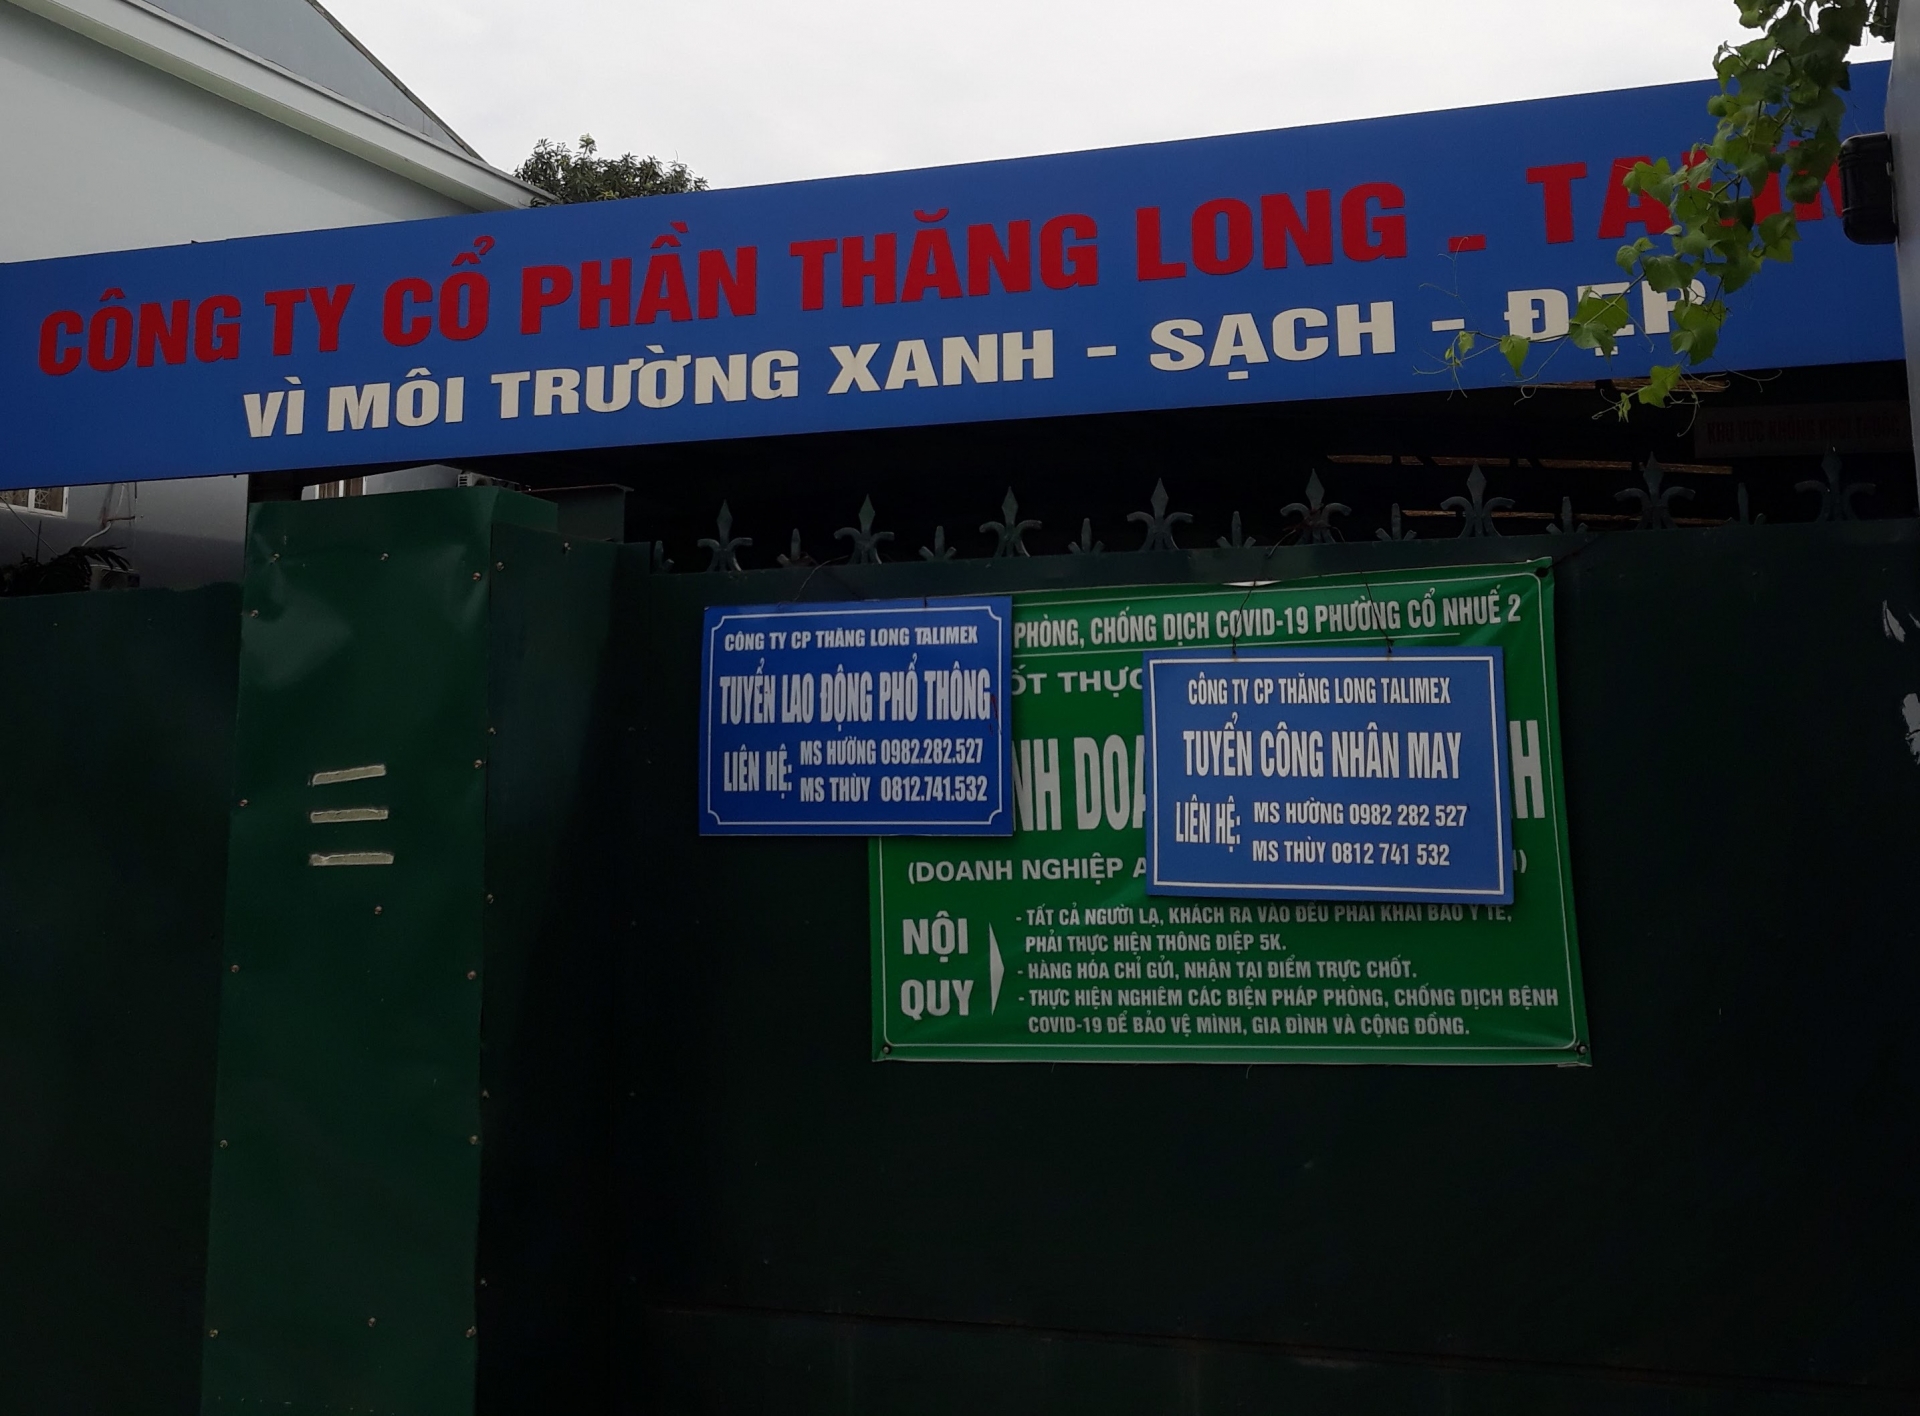 CÔNG TY CỔ PHẦN THĂNG LONG -
VÌ MÔI TRƯỜNG XANH - SẠCH - ĐẸP
CÔNG TY CP THĂNG LONG TALIMEX
TUYỂN LAO ĐỘNG PHỔ THÔNG
LIÊN HỆ: MS HƯỜNG 0982.282.527
MS THÙY 0812.741.532
PHÒNG, CHỐNG DỊCH COVID-19 PHƯỜNG CỔ NHUẾ 2
CÔNG TY CP THĂNG LONG TALIMEX
TUYỂN CÔNG NHÂN MAY
LIÊN HỆ: MS HƯỜNG 0982 282 527
MS THÙY 0812 741 532
(DOANH NGHIỆP
NỘI QUY
- TẤT CẢ NGƯỜI LẠ, KHÁCH RA VÀO ĐỀU PHẢI KHAI BÁO Y TẾ,
PHẢI THỰC HIỆN THÔNG ĐIỆP 5K.
- HÀNG HÓA CHỈ GỬI, NHẬN TẠI ĐIỂM TRỰC CHỐT.
- THỰC HIỆN NGHIÊM CÁC BIỆN PHÁP PHÒNG, CHỐNG DỊCH BỆNH
COVID-19 ĐỂ BẢO VỆ MÌNH, GIA ĐÌNH VÀ CỘNG ĐỒNG.